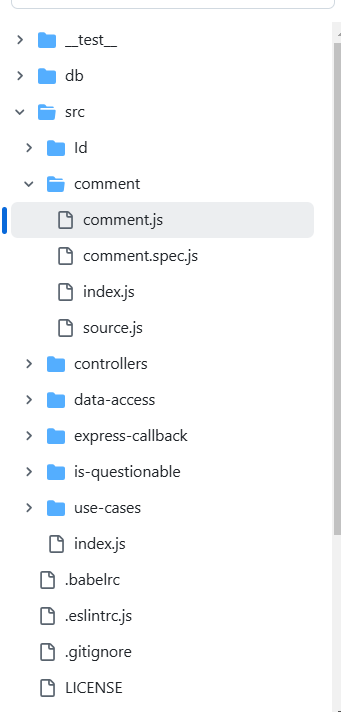 __test__
db
src
Id
comment
comment.js
comment.spec.js
index.js
source.js
controllers
data-access
express-callback
is-questionable
use-cases
index.js
.babelrc
.eslintrc.js
.gitignore
LICENSE